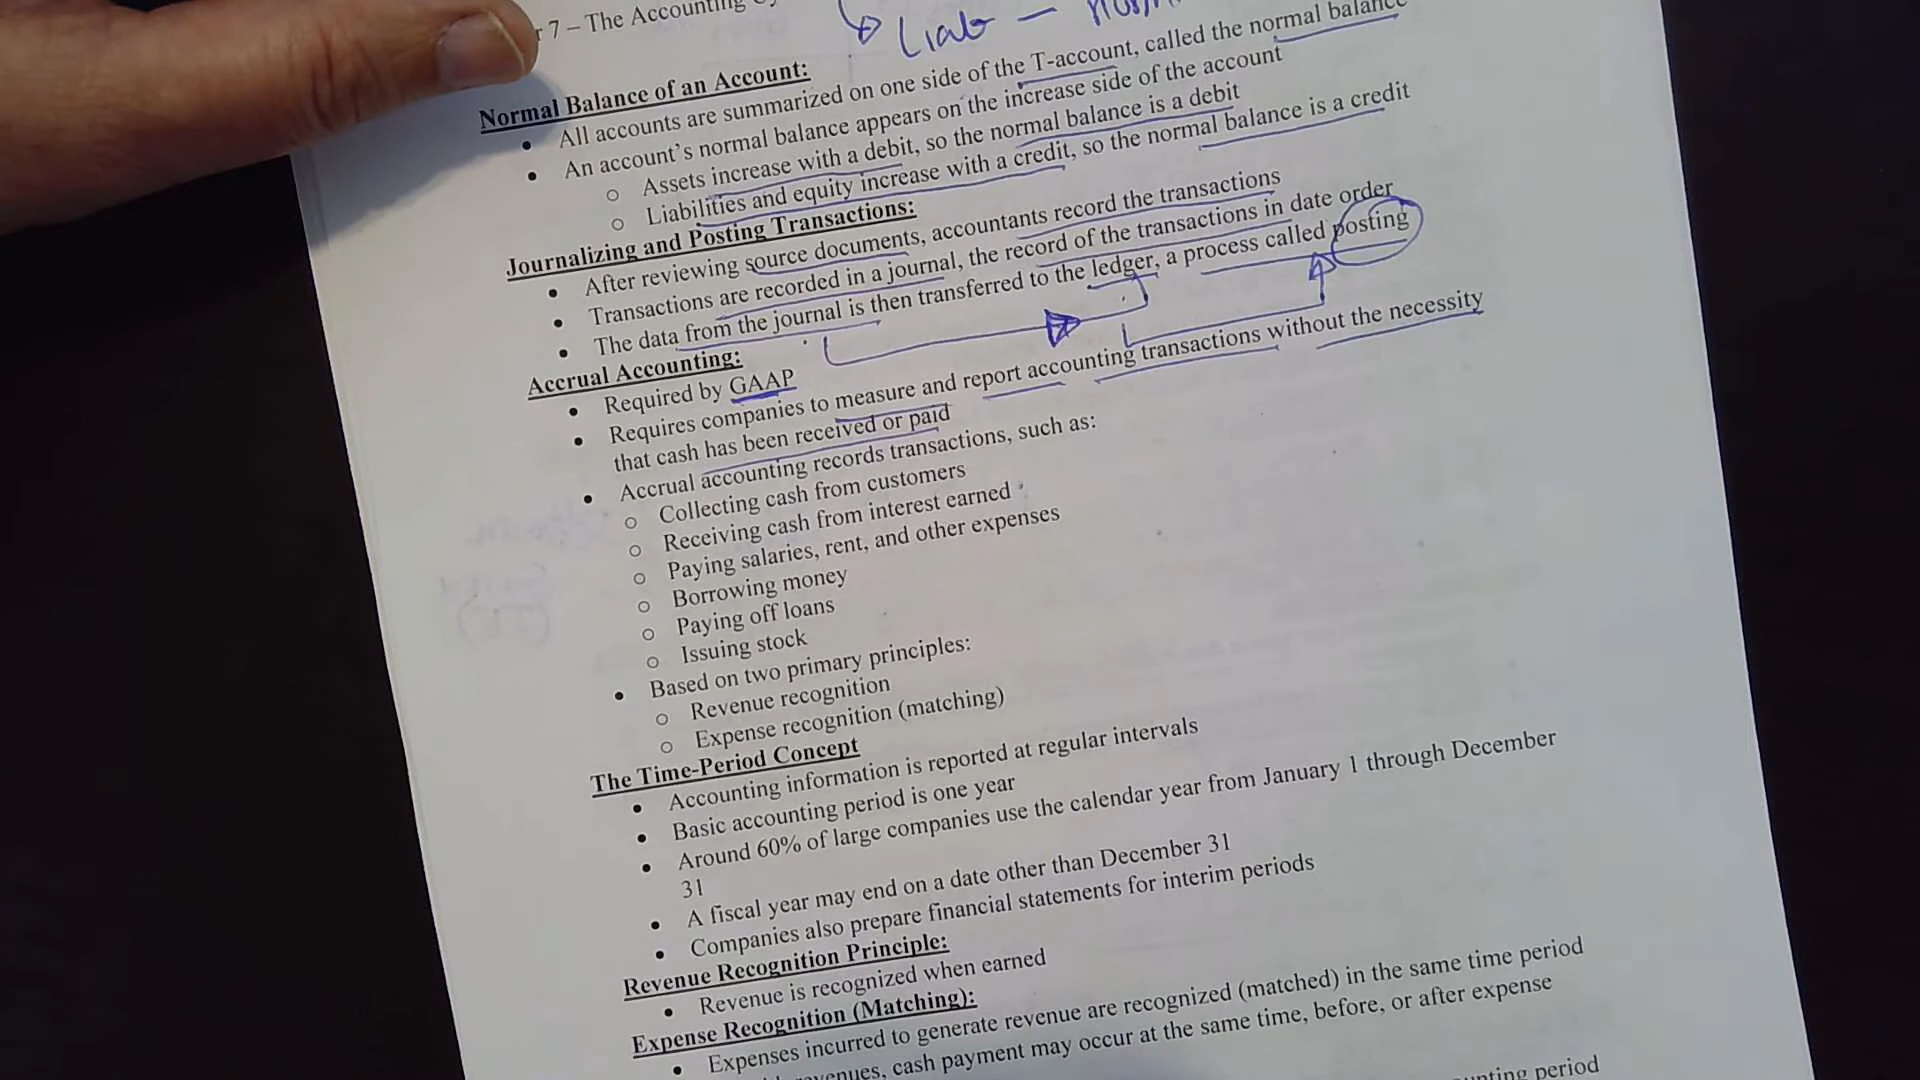 7 – The Accounting
Liab –
Normal Balance of an Account:
• All accounts are summarized on one side of the T-account, called the normal balance
• An account's normal balance appears on the increase side of the account
o Assets increase with a debit, so the normal balance is a debit
o Liabilities and equity increase with a credit, so the normal balance is a credit
Journalizing and Posting Transactions:
• After reviewing source documents, accountants record the transactions
• Transactions are recorded in a journal, the record of the transactions in date order
• The data from the journal is then transferred to the ledger, a process called posting
Accrual Accounting:
• Required by GAAP
• Requires companies to measure and report accounting transactions without the necessity
that cash has been received or paid
• Accrual accounting records transactions, such as:
o Collecting cash from customers
o Receiving cash from interest earned
o Paying salaries, rent, and other expenses
o Borrowing money
o Paying off loans
o Issuing stock
• Based on two primary principles:
o Revenue recognition
o Expense recognition (matching)
The Time-Period Concept
• Accounting information is reported at regular intervals
• Basic accounting period is one year
• Around 60% of large companies use the calendar year from January 1 through December
31
• A fiscal year may end on a date other than December 31
• Companies also prepare financial statements for interim periods
Revenue Recognition Principle:
• Revenue is recognized when earned
Expense Recognition (Matching):
• Expenses incurred to generate revenue are recognized (matched) in the same time period
cash payment may occur at the same time, before, or after expense
period